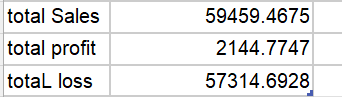 total Sales 59459.4675
total profit 2144.7747
totaL loss 57314.6928